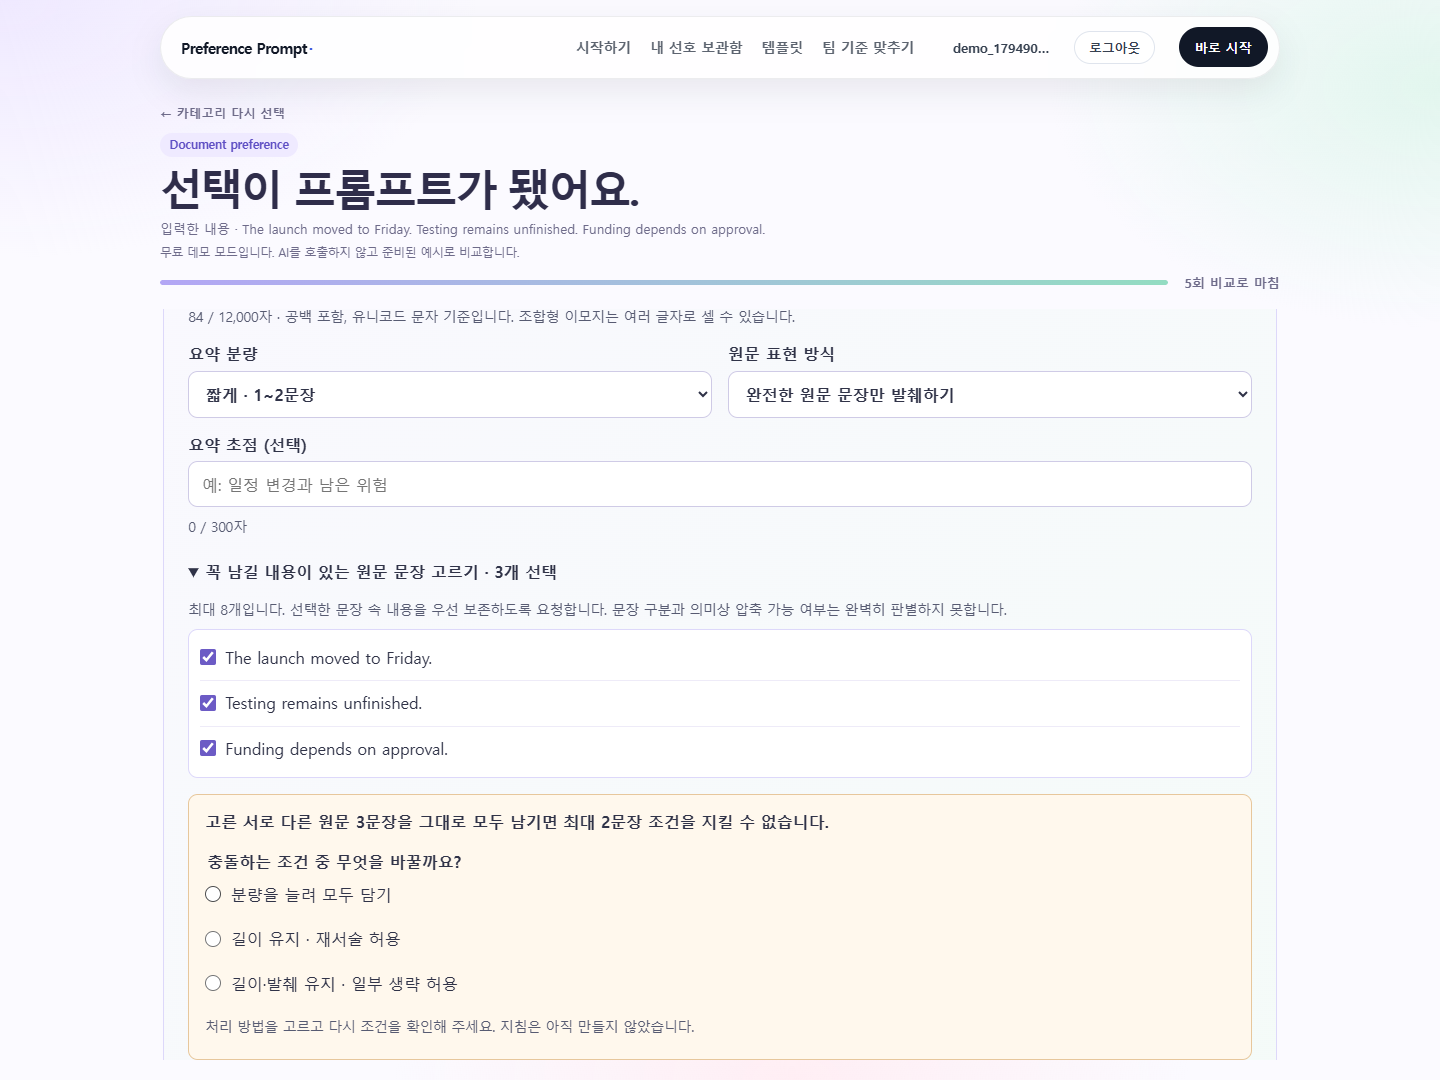 Preference Prompt·
시작하기 내 선호 보관함 템플릿 팀 기준 맞추기 demo_179490... 로그아웃 바로 시작
← 카테고리 다시 선택
Document preference
선택이 프롬프트가 됐어요.
입력한 내용 · The launch moved to Friday. Testing remains unfinished. Funding depends on approval.
무료 데모 모드입니다. AI를 호출하지 않고 준비된 예시로 비교합니다.
5회 비교로 마침
84 / 12,000자 · 공백 포함, 유니코드 문자 기준입니다. 조합형 이모지는 여러 글자로 셀 수 있습니다.
요약 분량
짧게 · 1~2문장
원문 표현 방식
완전한 원문 문장만 발췌하기
요약 초점 (선택)
예: 일정 변경과 남은 위험
0 / 300자
▼ 꼭 남길 내용이 있는 원문 문장 고르기 · 3개 선택
최대 8개입니다. 선택한 문장 속 내용을 우선 보존하도록 요청합니다. 문장 구분과 의미상 압축 가능 여부는 완벽히 판별하지 못합니다.
The launch moved to Friday.
Testing remains unfinished.
Funding depends on approval.
고른 서로 다른 원문 3문장을 그대로 모두 남기면 최대 2문장 조건을 지킬 수 없습니다.
충돌하는 조건 중 무엇을 바꿀까요?
분량을 늘려 모두 담기
길이 유지 · 재서술 허용
길이·발췌 유지 · 일부 생략 허용
처리 방법을 고르고 다시 조건을 확인해 주세요. 지침은 아직 만들지 않았습니다.